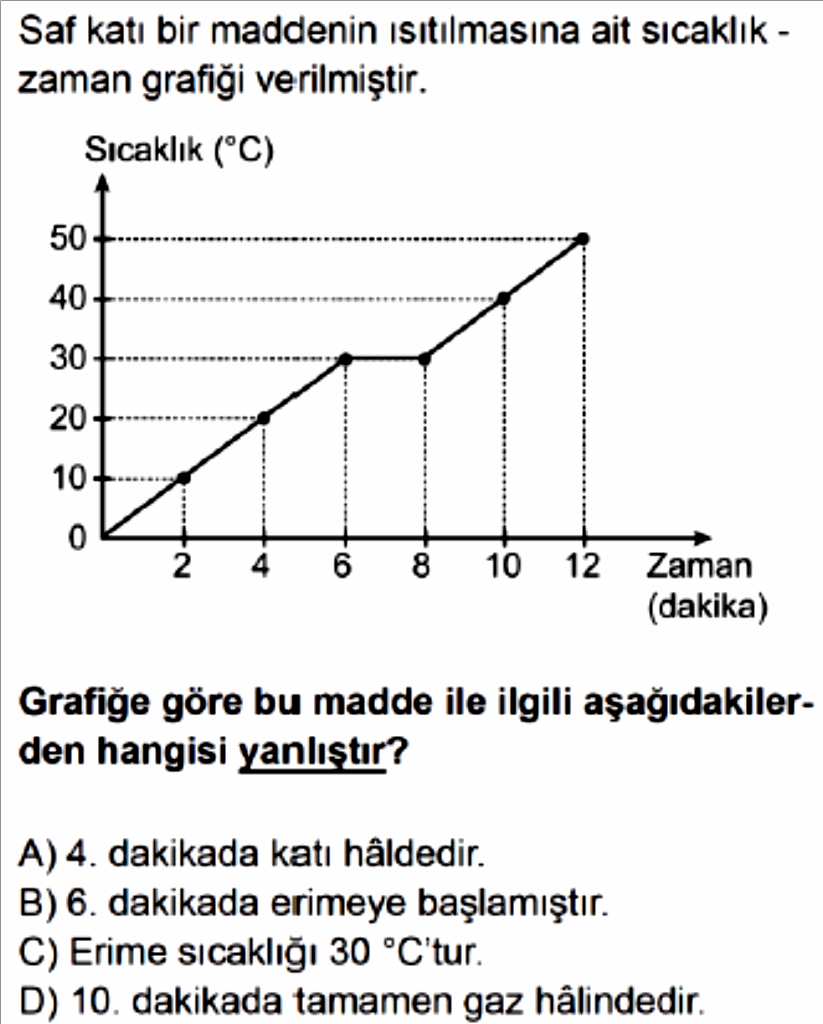 Saf katı bir maddenin ısıtılmasına ait sıcaklık -
zaman grafiği verilmiştir.
Sıcaklık (°C)
50
40
30
20
10
0
2 4 6 8 10 12 Zaman
(dakika)
Grafiğe göre bu madde ile ilgili aşağıdakiler-
den hangisi yanlıştır?
A) 4. dakikada katı hâldedir.
B) 6. dakikada erimeye başlamıştır.
C) Erime sıcaklığı 30 °C'tur.
D) 10. dakikada tamamen gaz hâlindedir.